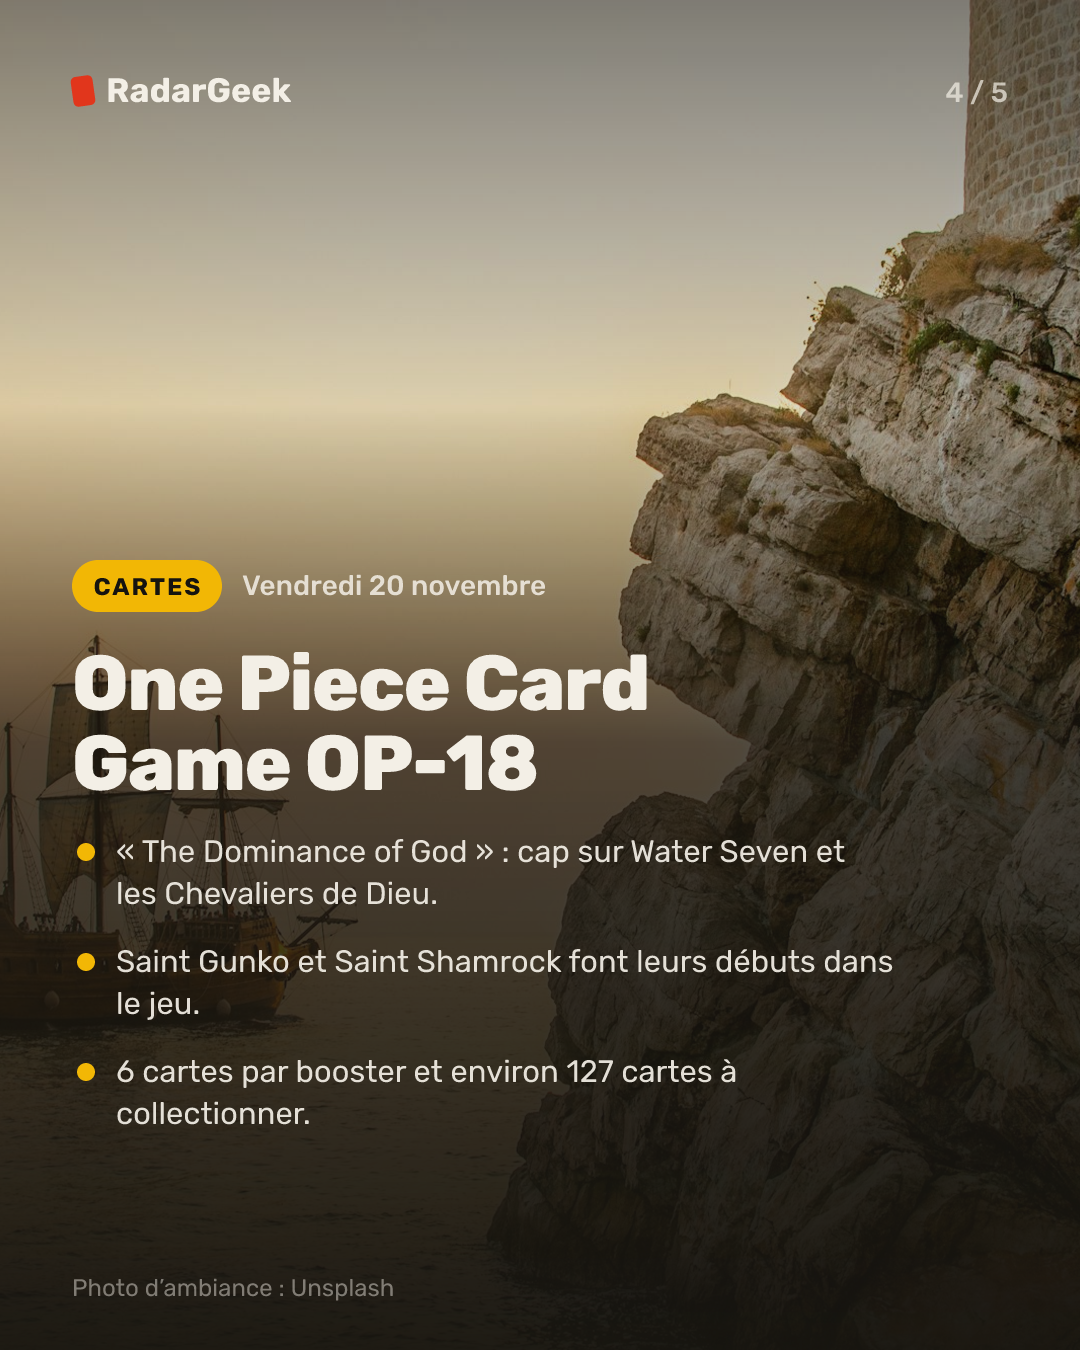 RadarGeek
4 / 5
CARTES
Vendredi 20 novembre
One Piece Card
Game OP-18
« The Dominance of God » : cap sur Water Seven et
les Chevaliers de Dieu.
Saint Gunko et Saint Shamrock font leurs débuts dans
le jeu.
6 cartes par booster et environ 127 cartes à
collectionner.
Photo d’ambiance : Unsplash